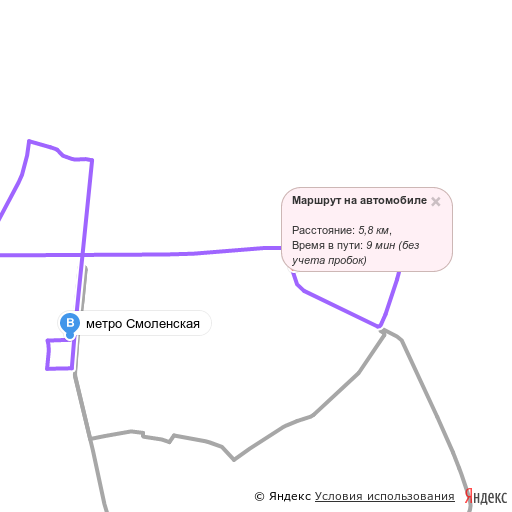 Маршрут на автомобиле
Расстояние: 5,8 км,
Время в пути: 9 мин (без
учета пробок)
B
метро Смоленская
© Яндекс Условия использования Яндекс